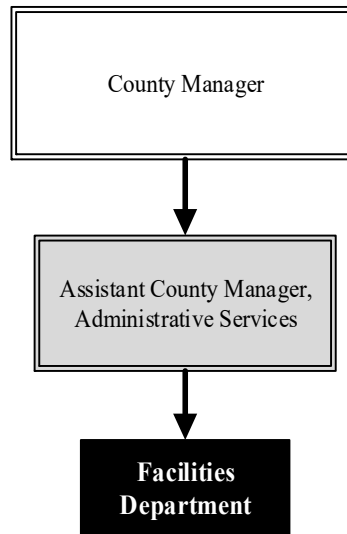 County Manager
Assistant County Manager,
Administrative Services
Facilities
Department